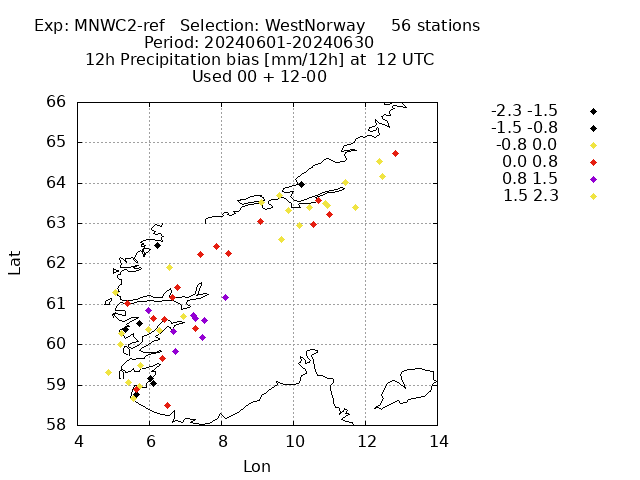 Exp: MNWC2-ref   Selection: WestNorway     56 stations
Period: 20240601-20240630
12h Precipitation bias [mm/12h] at  12 UTC
Used 00 + 12-00
66
65
64
63
62
61
60
59
58
Lat
4 6 8 10 12 14
Lon
-2.3 -1.5
-1.5 -0.8
-0.8 0.0
0.0 0.8
0.8 1.5
1.5 2.3